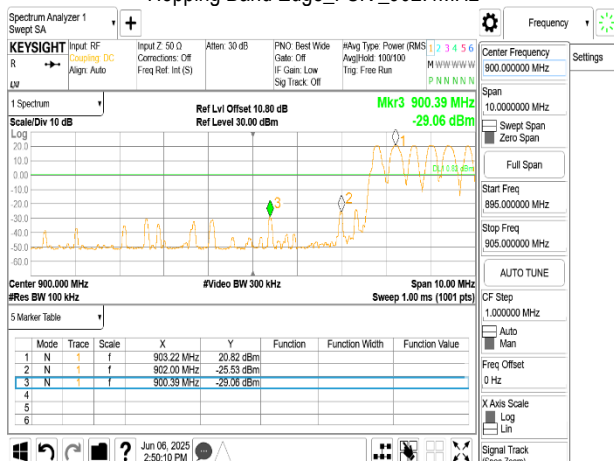 Spectrum Analyzer 1
Swept SA
Frequency
KEYSIGHT
Input: RF
Coupling: DC
Align: Auto
Input Z: 50 Ω
Corrections: Off
Freq Ref: Int (S)
Atten: 30 dB
PNO: Best Wide
Gate: Off
IF Gain: Low
Sig Track: Off
#Avg Type: Power (RMS
Avg|Hold: 100/100
Trig: Free Run
1 2 3 4 5 6
M W W W W W
P N N N N N
R
1 Spectrum
Scale/Div 10 dB
Log
Ref Lvl Offset 10.80 dB
Ref Level 30.00 dBm
Mkr3 900.39 MHz
-29.06 dBm
20.0
10.0
0.00
-10.0
-20.0
-30.0
-40.0
-50.0
-60.0
1
2
3
Center 900.000 MHz
#Res BW 100 kHz
#Video BW 300 kHz
Span 10.00 MHz
Sweep 1.00 ms (1001 pts)
5 Marker Table
Mode Trace Scale X Y Function Function Width Function Value
1 N 1 f 903.22 MHz 20.82 dBm
2 N 1 f 902.00 MHz -25.53 dBm
3 N 1 f 900.39 MHz -29.06 dBm
4
5
6
Jun 06, 2025
2:50:10 PM
Center Frequency
900.000000 MHz
Settings
Span
10.0000000 MHz
Swept Span
Zero Span
Full Span
Start Freq
895.000000 MHz
Stop Freq
905.000000 MHz
AUTO TUNE
CF Step
1.000000 MHz
Auto
Man
Freq Offset
0 Hz
X Axis Scale
Log
Lin
Signal Track